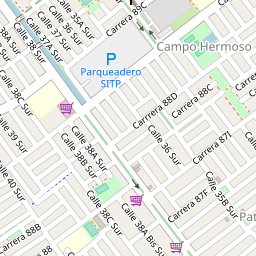 Calle 35A Sur
Calle 36 Sur
Calle 37 Sur
Calle 38 Sur
Carrera 89C
Campo Hermoso
P
Parqueadero
SITP
Calle 37A Sur
Calle 38C Sur
Carrera 88C
Carrrera 88D
Calle 39 Sur
Calle 38A Sur
Calle 38B Sur
Calle 36 Sur
Carrera 87I
Calle 40 Sur
Carrera 87F
Calle 35B Sur
Calle 38C Sur
Calle 38A Bis Sur
Carrera 88B
Pat